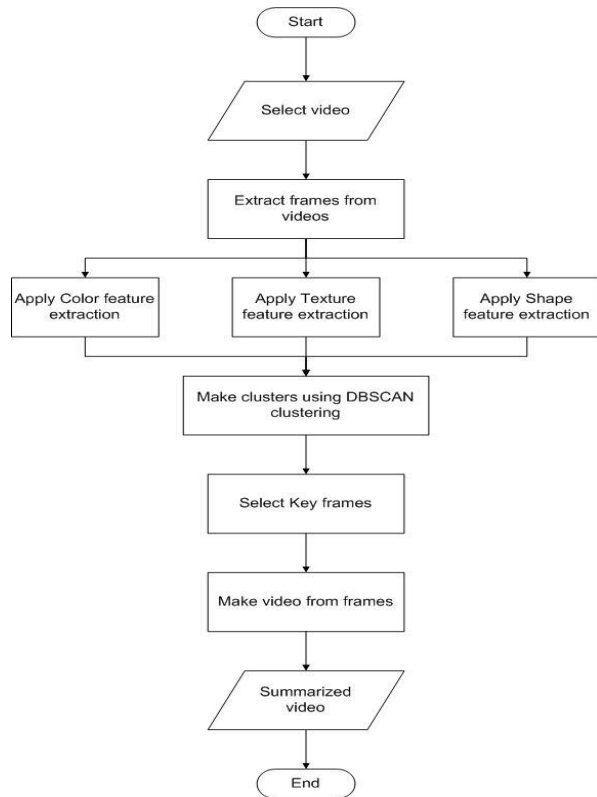 Start
Select video
Extract frames from
videos
Apply Color feature
extraction
Apply Texture
feature extraction
Apply Shape
feature extraction
Make clusters using DBSCAN
clustering
Select Key frames
Make video from frames
Summarized
video
End